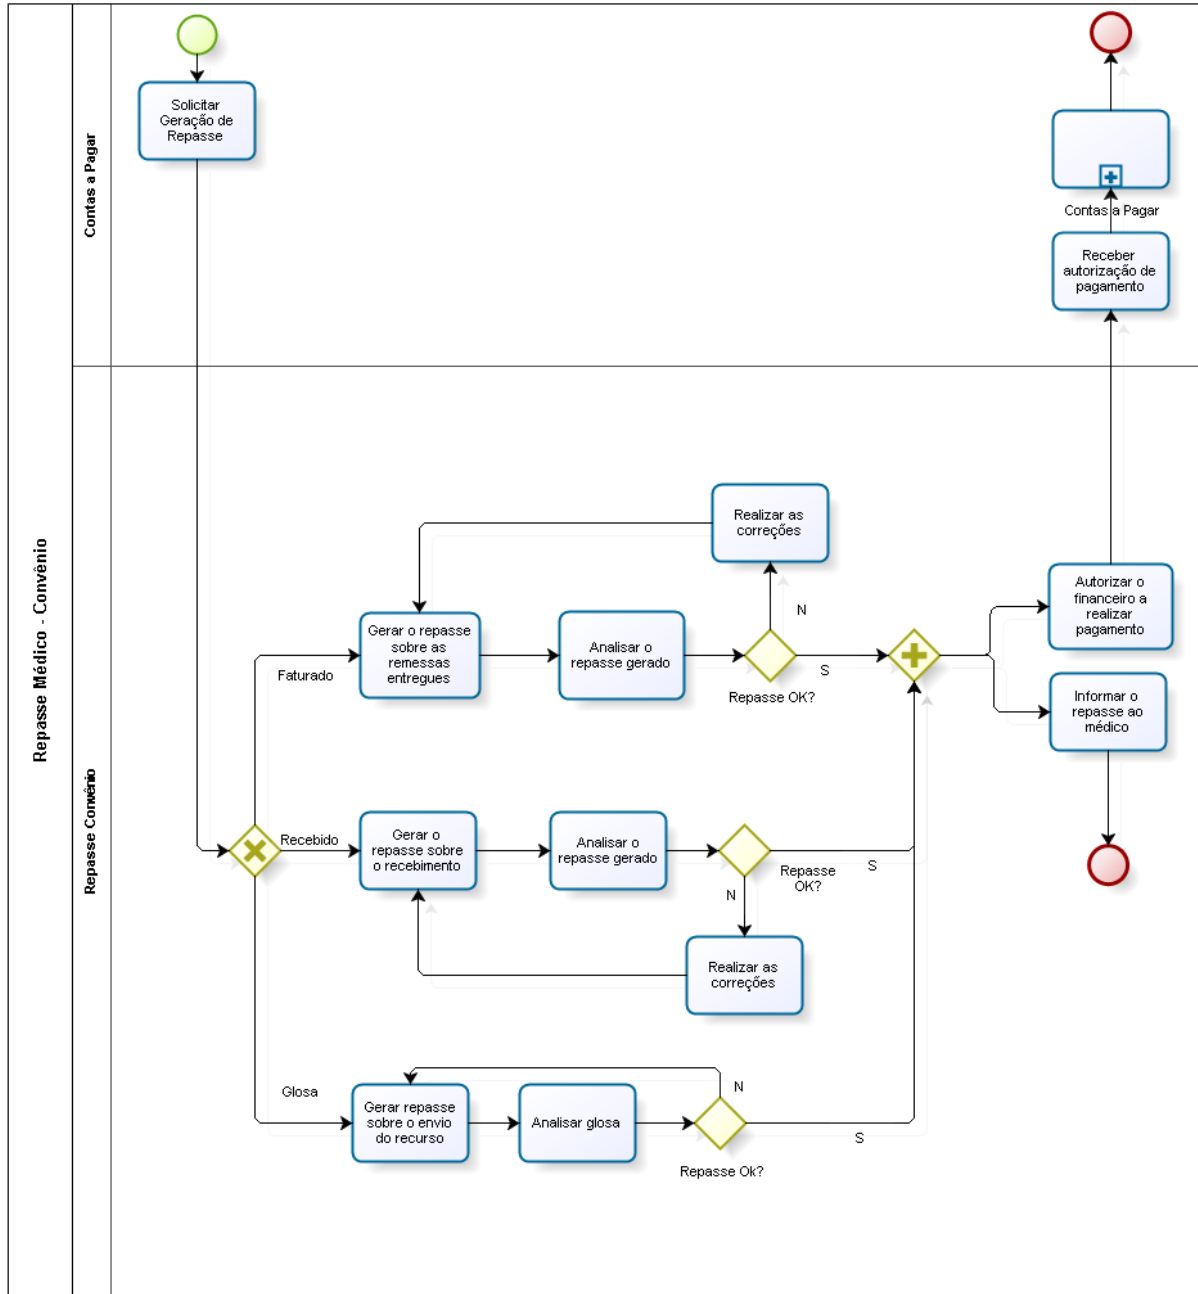 Repasse Médico - Convênio
Contas a Pagar
Solicitar
Geração de
Repasse
Contas a Pagar
Receber
autorização de
pagamento
Repasse Convênio
Realizar as
correções
N
Faturado
Gerar o repasse
sobre as
remessas
entregues
Analisar o
repasse gerado
Repasse OK?
S
Autorizar o
financeiro a
realizar
pagamento
Informar o
repasse ao
médico
Recebido
Gerar o
repasse sobre
o recebimento
Analisar o
repasse gerado
Repasse
OK?
S
N
Realizar as
correções
Glosa
Gerar repasse
sobre o envio
do recurso
Analisar glosa
N
Repasse Ok?
S